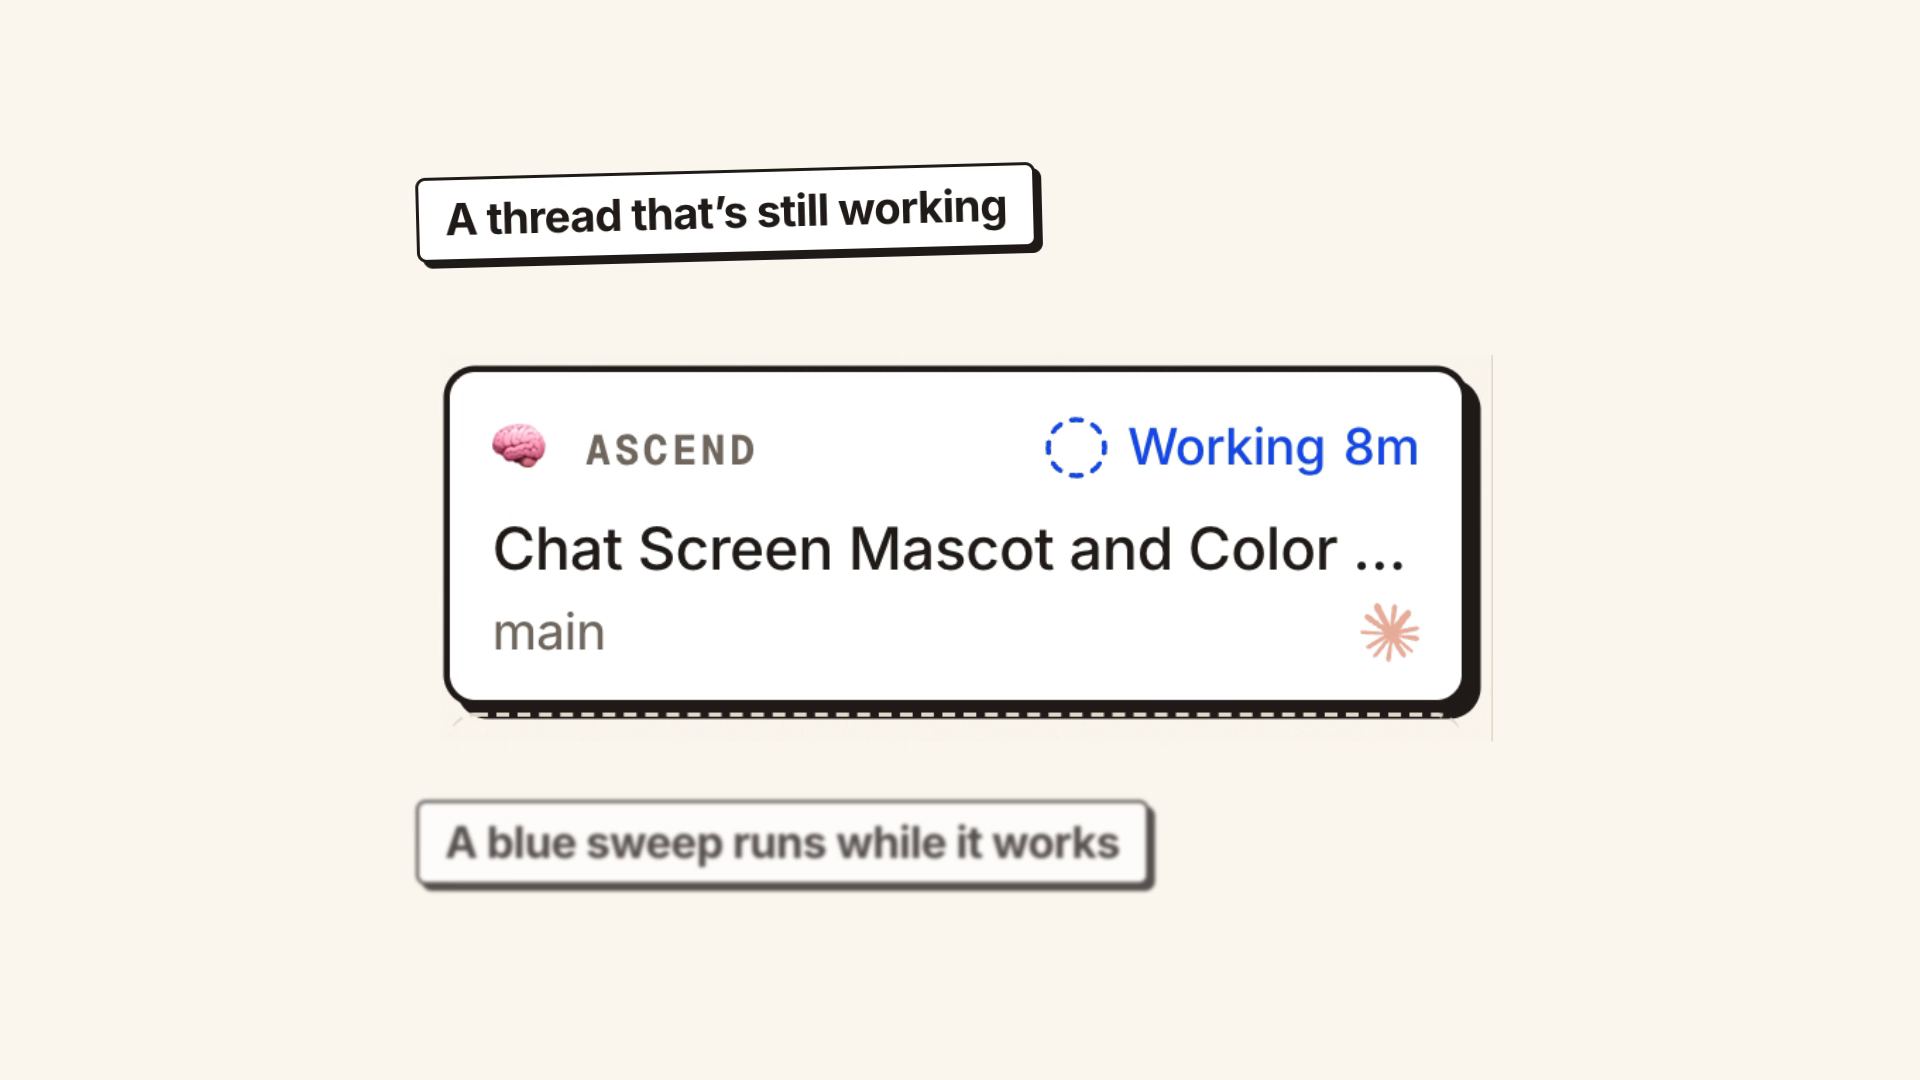 A thread that’s still working
ASCEND
Working 8m
Chat Screen Mascot and Color ...
main
A blue sweep runs while it works